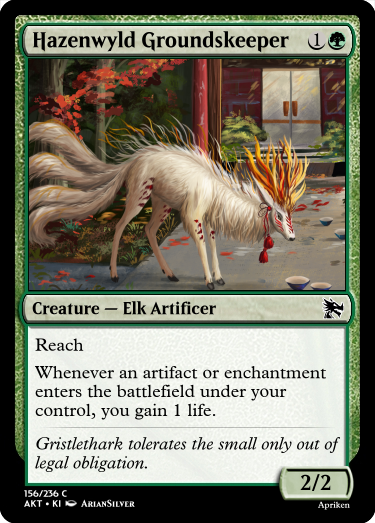 Hazenwyld Groundskeeper 1
Creature — Elk Artificer
Reach
Whenever an artifact or enchantment
enters the battlefield under your
control, you gain 1 life.
Gristlethark tolerates the small only out of
legal obligation.
2/2
156/236 C
AKT • KI ArianSilver
Apriken